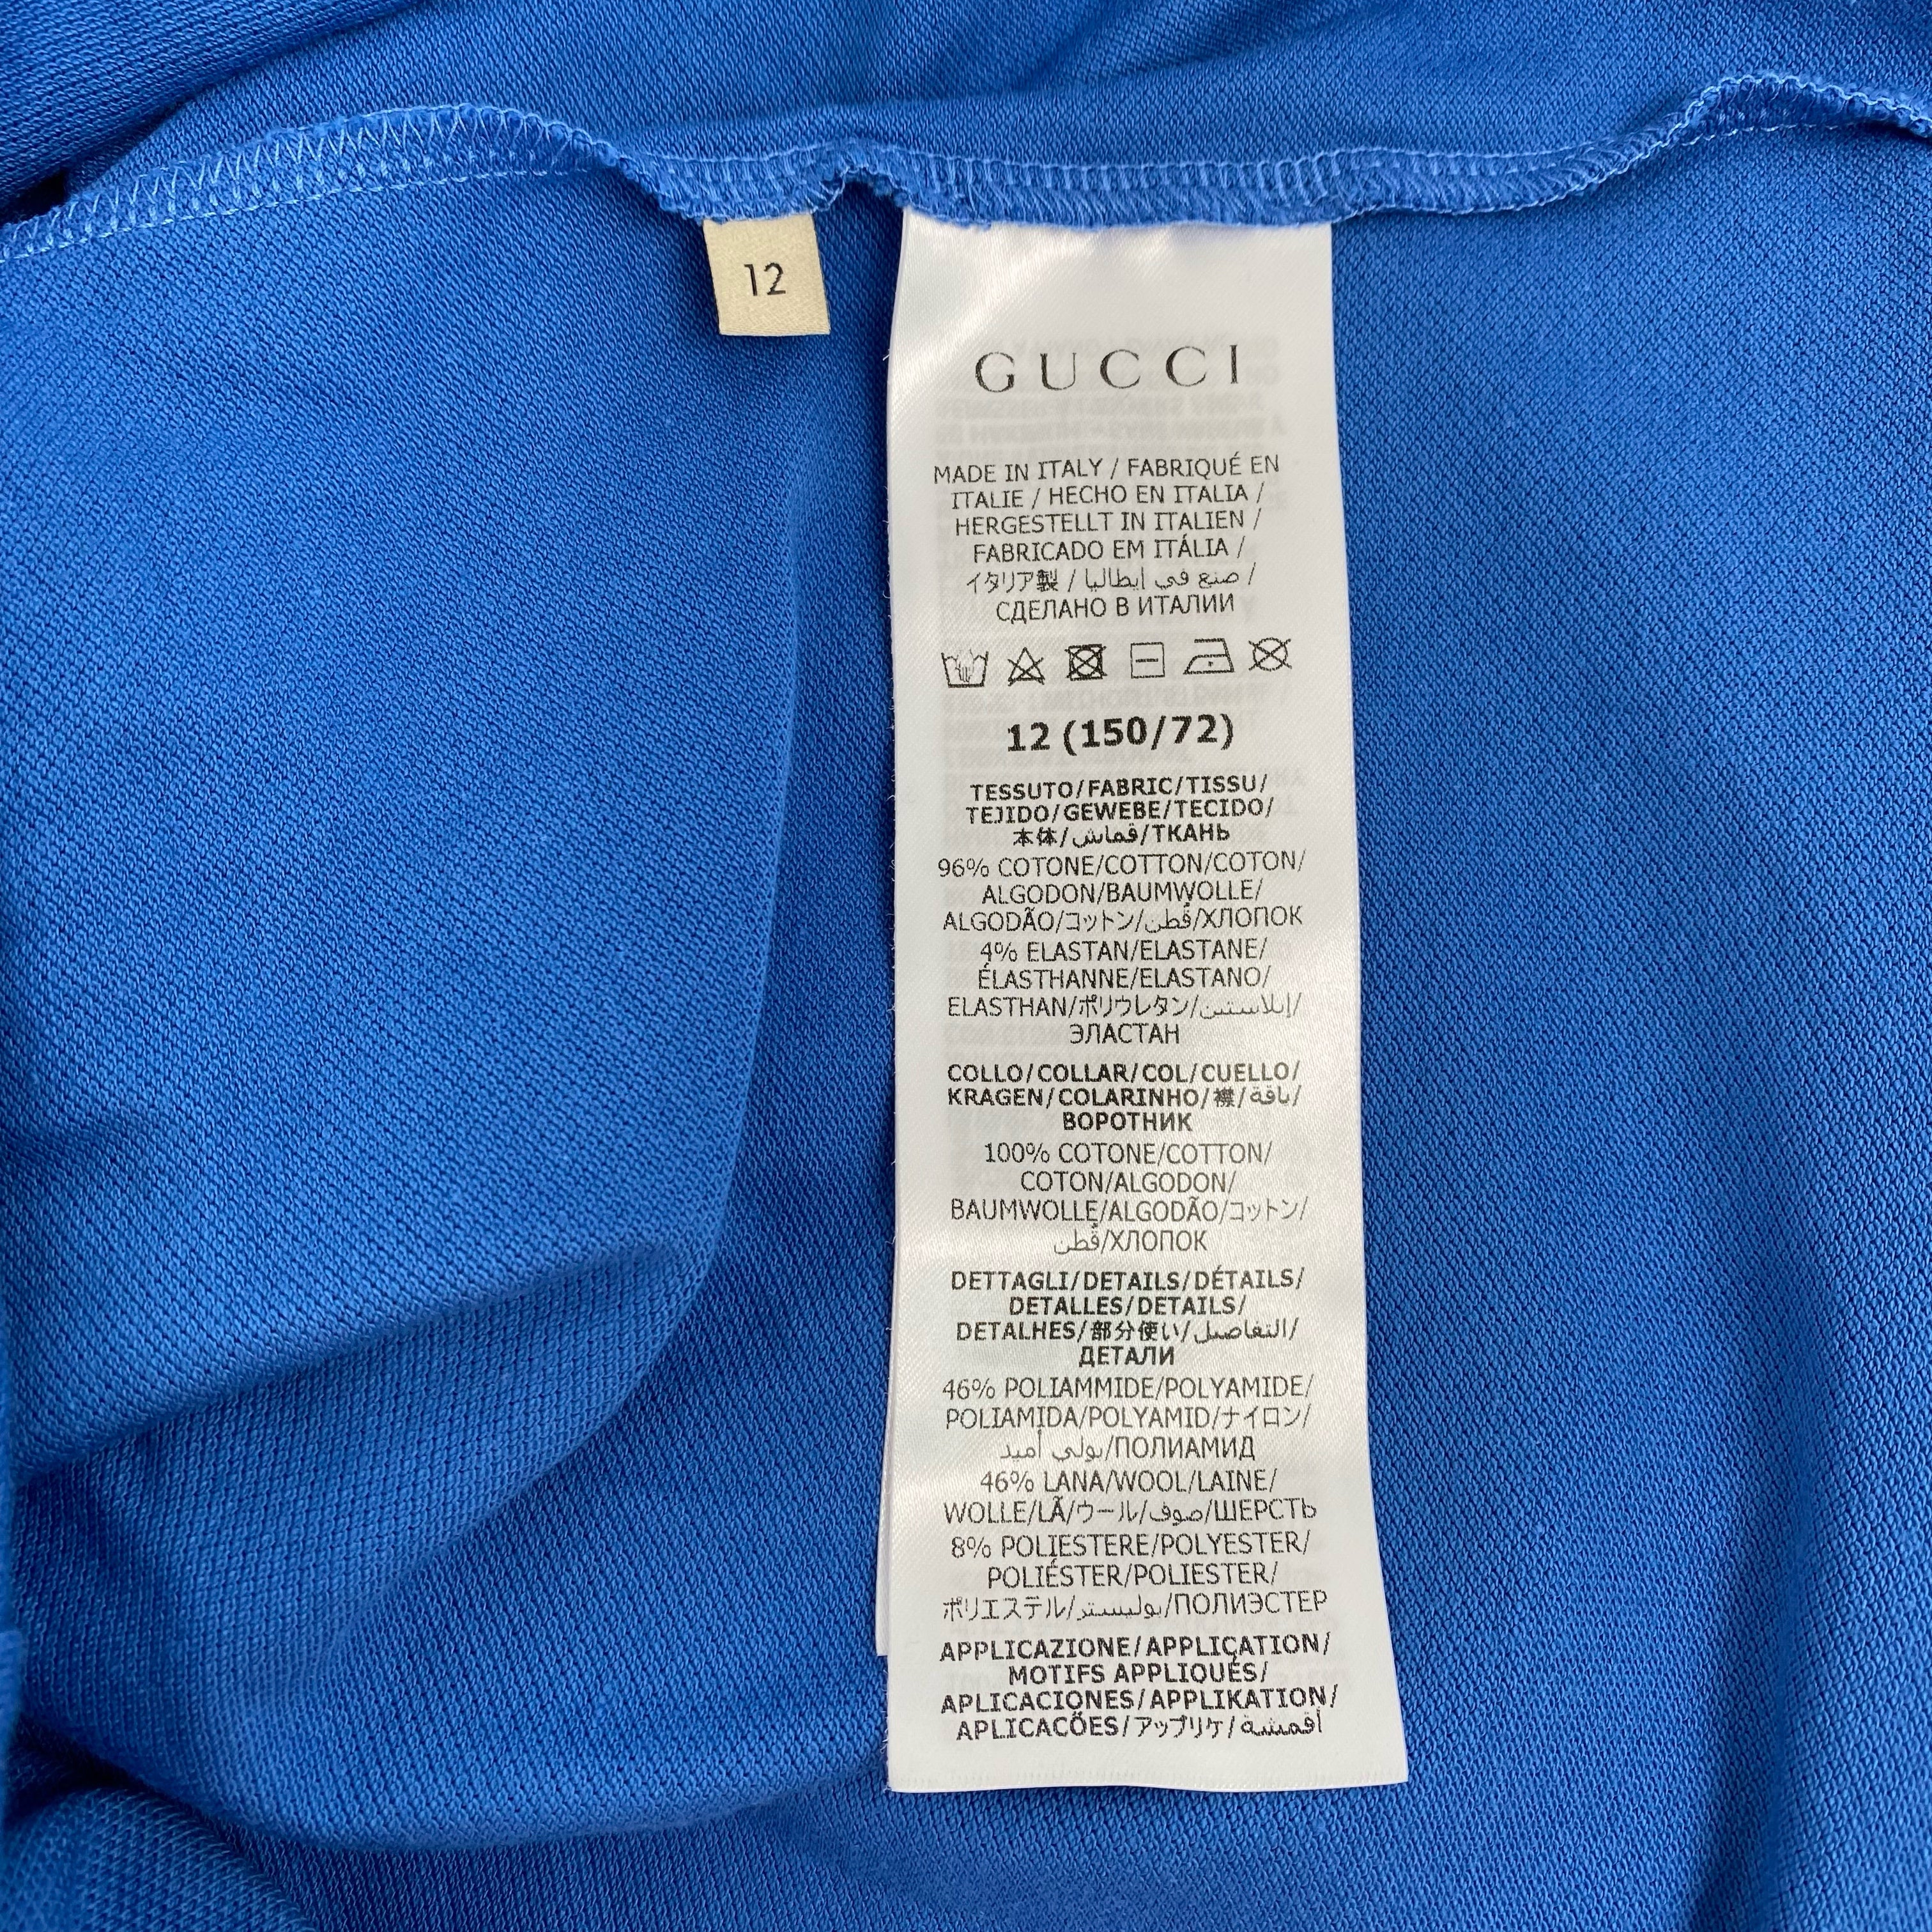 12
GUCCI
MADE IN ITALY / FABRIQUÉ EN
ITALIE / HECHO EN ITALIA /
HERGESTELLT IN ITALIEN /
FABRICADO EM ITÁLIA /
イタリア製 / صنع في إيطاليا /
СДЕЛАНО В ИТАЛИИ
12 (150/72)
TESSUTO/FABRIC/TISSU/
TEJIDO/GEWEBE/TECIDO/
本体/قماش/ТКАНЬ
96% COTONE/COTTON/COTON/
ALGODON/BAUMWOLLE/
ALGODÃO/コットン/قُطن/ХЛОПОК
4% ELASTAN/ELASTANE/
ÉLASTHANNE/ELASTANO/
ELASTHAN/ポリウレタン/إيلاستين/
ЭЛАСТАН
COLLO/COLLAR/COL/CUELLO/
KRAGEN/COLARINHO/襟/ياقة/
ВОРОТНИК
100% COTONE/COTTON/
COTON/ALGODON/
BAUMWOLLE/ALGODÃO/コットン/
قُطن/ХЛОПОК
DETTAGLI/DETAILS/DÉTAILS/
DETALLES/DETAILS/
DETALHES/部分使い/التفاصيل/
ДЕТАЛИ
46% POLIAMMIDE/POLYAMIDE/
POLIAMIDA/POLYAMID/ナイロン/
بولي أميد/ПОЛИАМИД
46% LANA/WOOL/LAINE/
WOLLE/LÃ/ウール/صوف/ШЕРСТЬ
8% POLIESTERE/POLYESTER/
POLIÉSTER/POLIESTER/
ポリエステル/بوليستر/ПОЛИЭСТЕР
APPLICAZIONE/APPLICATION/
MOTIFS APPLIQUÉS/
APLICACIONES/APPLIKATION/
APLICAÇÕES/アップリケ/أقمشة